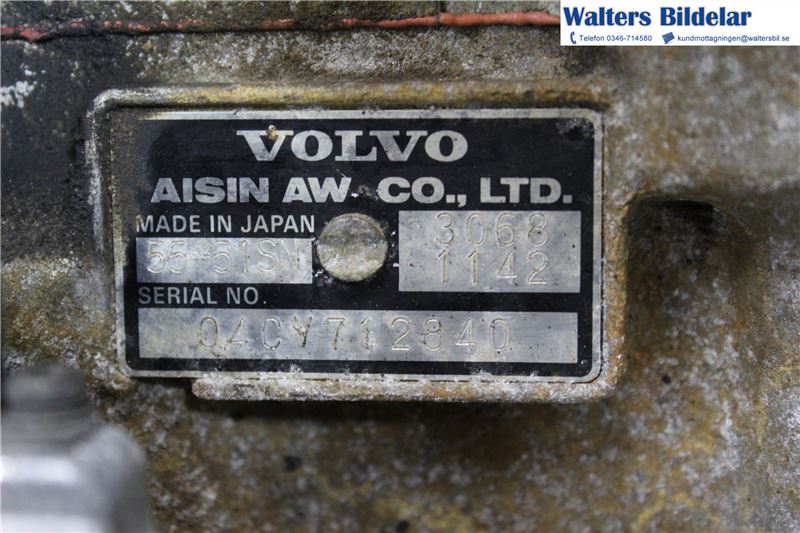 Walters Bildelar
Telefon 0346-714580 kundmottagningen@waltersbil.se
VOLVO
AISIN AW CO., LTD.
MADE IN JAPAN
55-51SN
3068
1142
SERIAL NO.
04CY712840